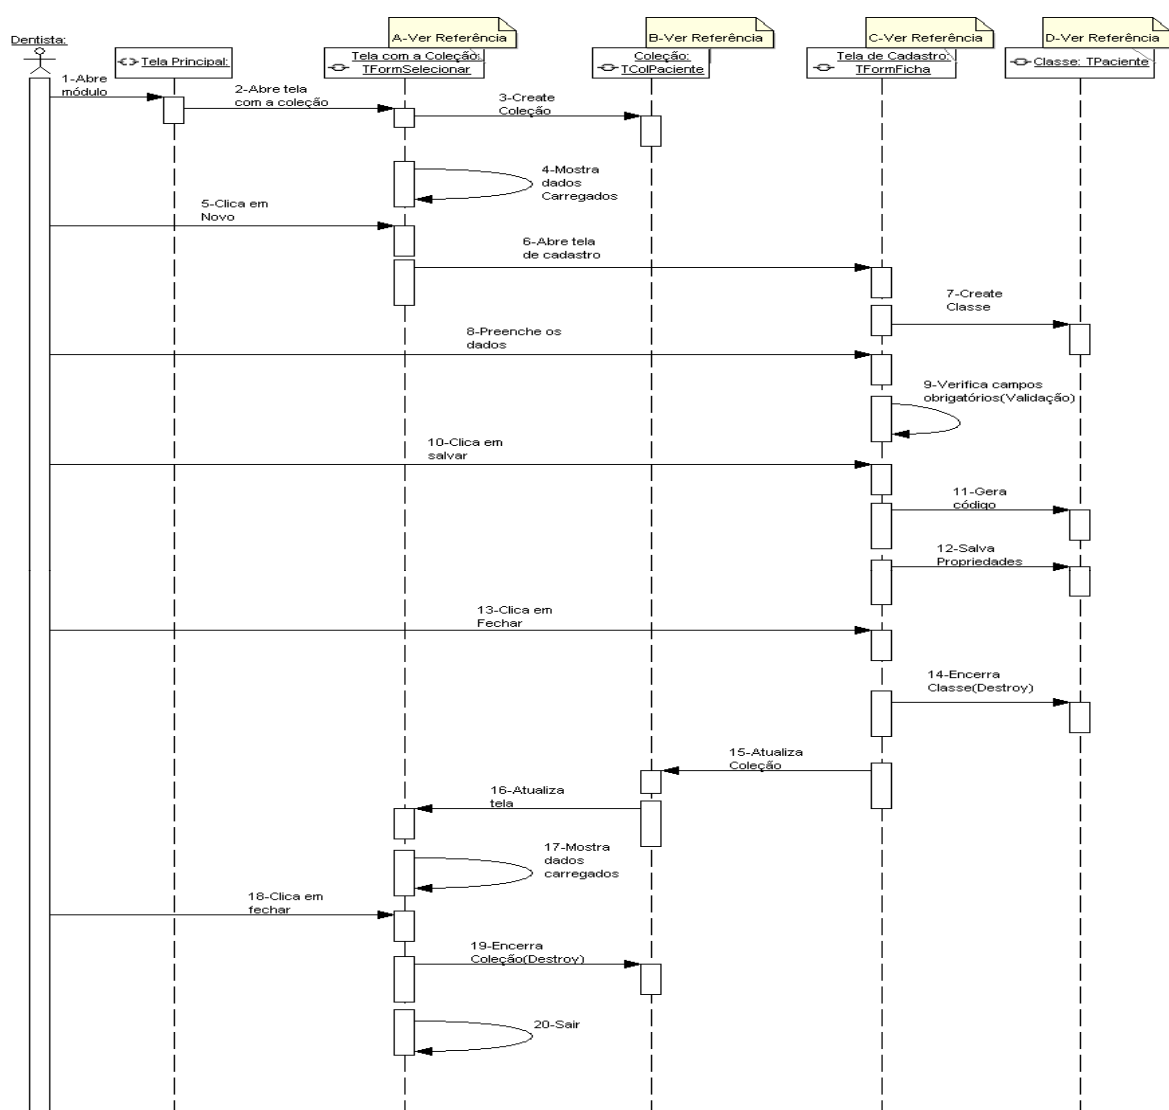 A-Ver Referência
B-Ver Referência
C-Ver Referência
D-Ver Referência
Dentista:
Tela Principal:
Tela com a Coleção:
TFormSelecionar
Coleção:
TColPaciente
Tela de Cadastro:
TFormFicha
Classe: TPaciente
1-Abre
módulo
2-Abre tela
com a coleção
3-Create
Coleção
4-Mostra
dados
Carregados
5-Clica em
Novo
6-Abre tela
de cadastro
7-Create
Classe
8-Preenche os
dados
9-Verifica campos
obrigatórios(Validação)
10-Clica em
salvar
11-Gera
código
12-Salva
Propriedades
13-Clica em
Fechar
14-Encerra
Classe(Destroy)
15-Atualiza
Coleção
16-Atualiza
tela
17-Mostra
dados
carregados
18-Clica em
fechar
19-Encerra
Coleção(Destroy)
20-Sair